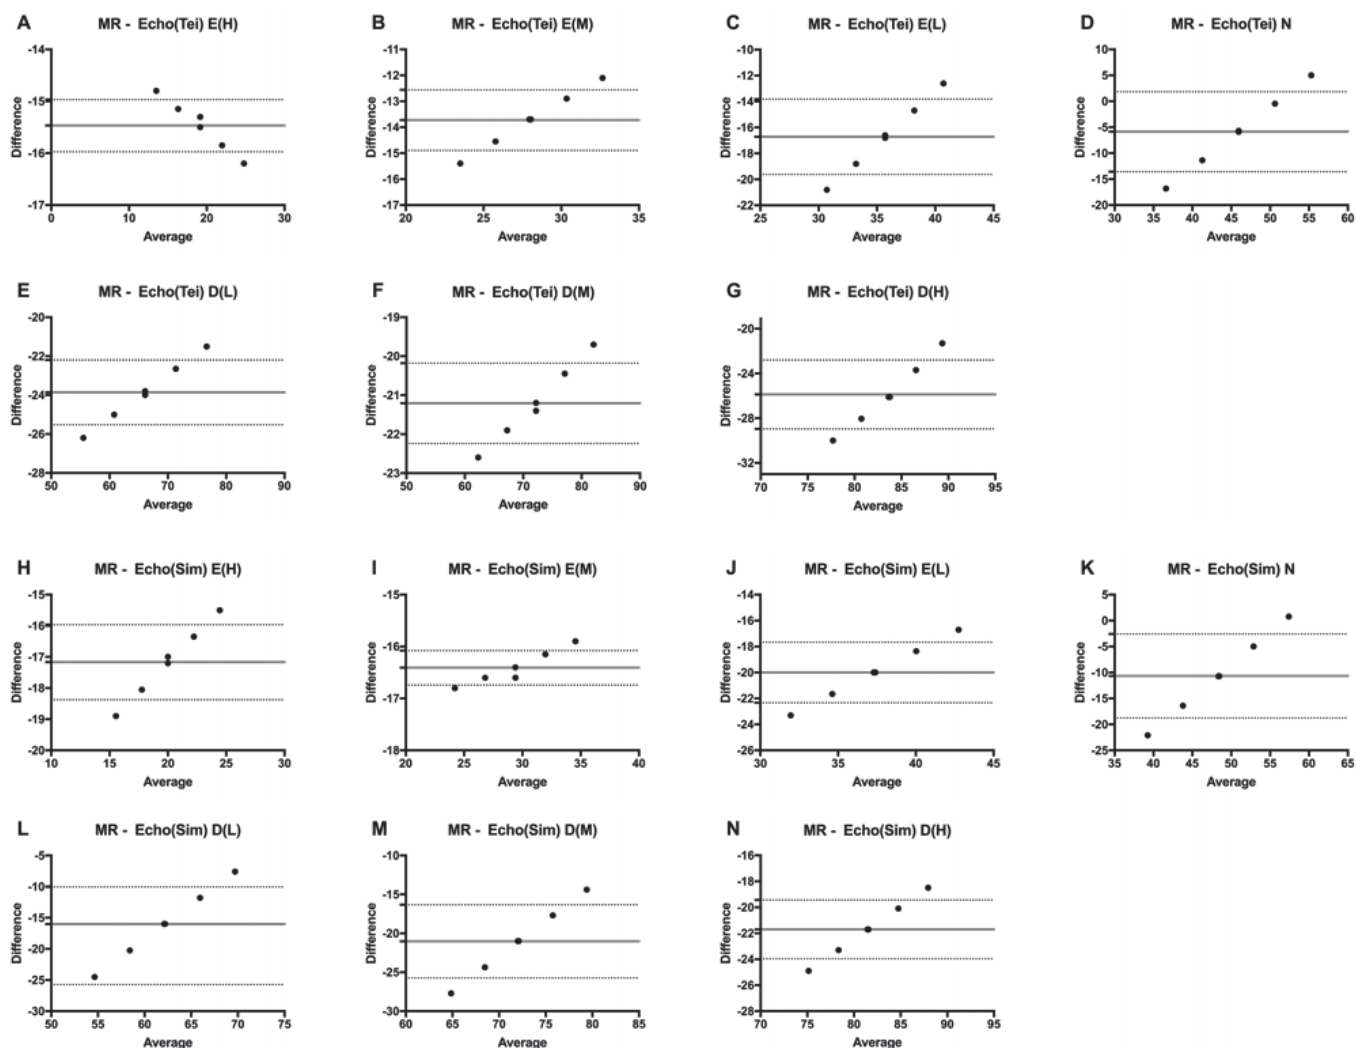 A MR - Echo(Tei) E(H)
-14
-15
-16
-17
Difference
0 10 20 30
Average
B MR - Echo(Tei) E(M)
-11
-12
-13
-14
-15
-16
-17
Difference
20 25 30 35
Average
C MR - Echo(Tei) E(L)
-10
-12
-14
-16
-18
-20
-22
Difference
25 30 35 40 45
Average
D MR - Echo(Tei) N
10
5
0
-5
-10
-15
-20
Difference
30 40 50 60
Average
E MR - Echo(Tei) D(L)
-20
-22
-24
-26
-28
Difference
50 60 70 80 90
Average
F MR - Echo(Tei) D(M)
-19
-20
-21
-22
-23
Difference
50 60 70 80 90
Average
G MR - Echo(Tei) D(H)
-20
-24
-28
-32
Difference
70 75 80 85 90 95
Average
H MR - Echo(Sim) E(H)
-15
-16
-17
-18
-19
-20
Difference
10 15 20 25 30
Average
I MR - Echo(Sim) E(M)
-15
-16
-17
-18
Difference
20 25 30 35 40
Average
J MR - Echo(Sim) E(L)
-14
-16
-18
-20
-22
-24
-26
Difference
30 35 40 45
Average
K MR - Echo(Sim) N
5
0
-5
-10
-15
-20
-25
Difference
35 40 45 50 55 60 65
Average
L MR - Echo(Sim) D(L)
-5
-10
-15
-20
-25
-30
Difference
50 55 60 65 70 75
Average
M MR - Echo(Sim) D(M)
-10
-15
-20
-25
-30
Difference
60 65 70 75 80 85
Average
N MR - Echo(Sim) D(H)
-16
-18
-20
-22
-24
-26
-28
Difference
70 75 80 85 90 95
Average